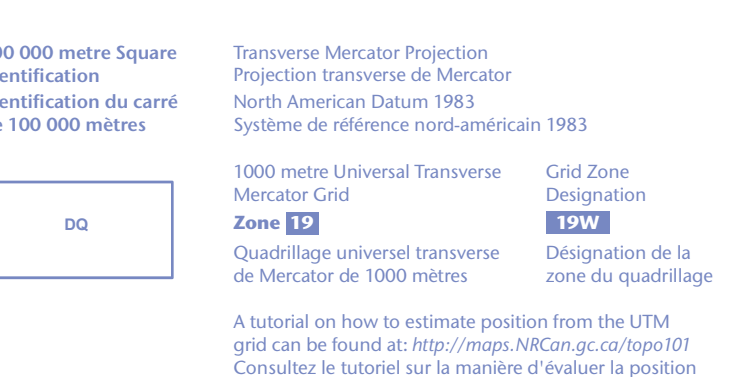 00 000 metre Square
entification
entification du carré
e 100 000 mètres
DQ
Transverse Mercator Projection
Projection transverse de Mercator
North American Datum 1983
Système de référence nord-américain 1983
1000 metre Universal Transverse
Mercator Grid
Zone 19
Quadrillage universel transverse
de Mercator de 1000 mètres
Grid Zone
Designation
19W
Désignation de la
zone du quadrillage
A tutorial on how to estimate position from the UTM
grid can be found at: http://maps.NRCan.gc.ca/topo101
Consultez le tutoriel sur la manière d'évaluer la position